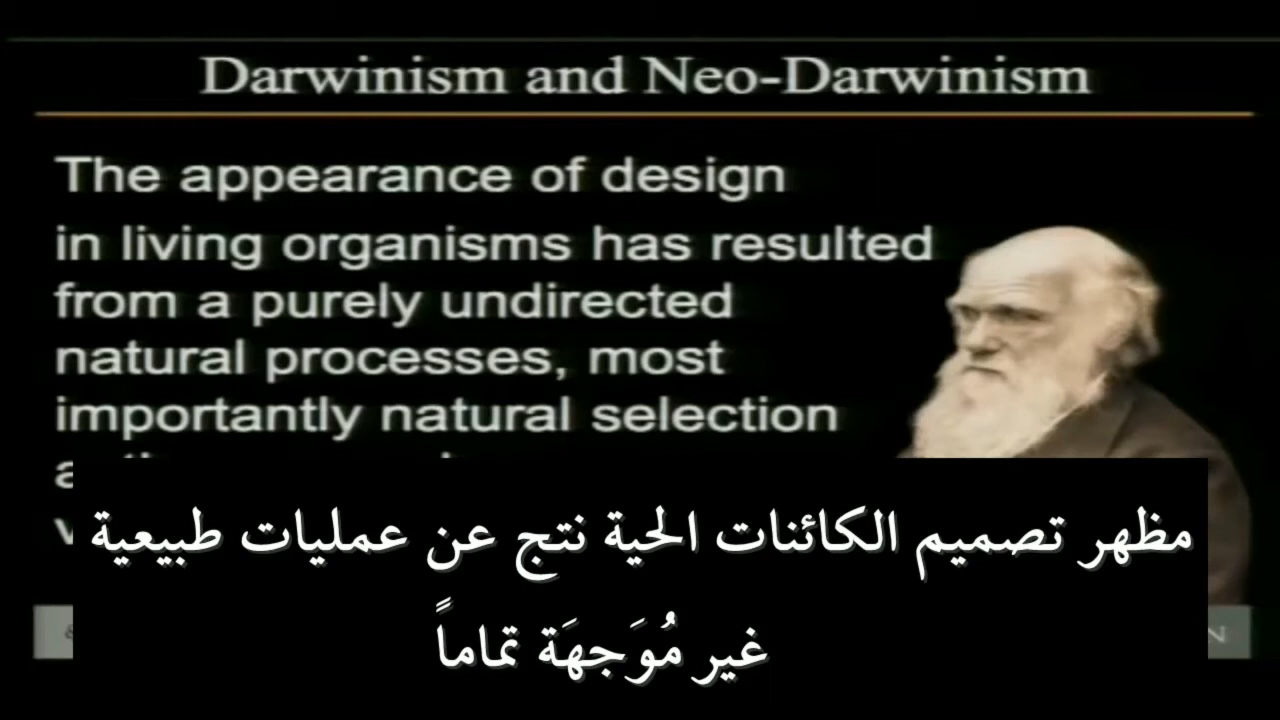 Darwinism and Neo-Darwinism
The appearance of design
in living organisms has resulted
from a purely undirected
natural processes, most
importantly natural selection
مظهر تصميم الكائنات الحية نتج عن عمليات طبيعية
غير مُوَجهَة تماماً